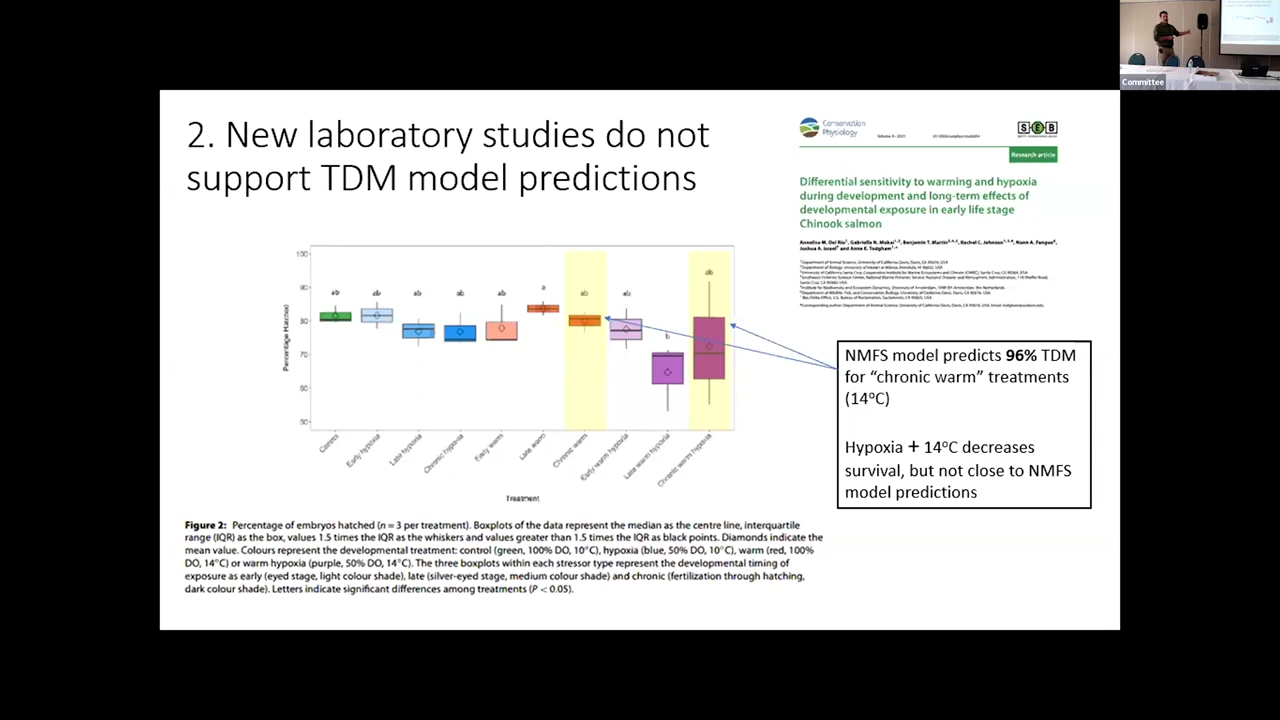 Committee
2. New laboratory studies do not
support TDM model predictions
Conservation
Physiology
SEB
Research article
Differential sensitivity to warming and hypoxia
during development and long-term effects of
developmental exposure in early life stage
Chinook salmon
Percentage Hatched
100
90
80
70
60
50
ab
ab
ab
ab
ab
a
ab
ab
b
ab
Control
Early hypoxia
Late hypoxia
Chronic hypoxia
Early warm
Late warm
Chronic warm
Early warm hypoxia
Late warm hypoxia
Chronic warm hypoxia
Treatment
NMFS model predicts 96% TDM
for “chronic warm” treatments
(14°C)
Hypoxia + 14°C decreases
survival, but not close to NMFS
model predictions
Figure 2: Percentage of embryos hatched (n = 3 per treatment). Boxplots of the data represent the median as the centre line, interquartile
range (IQR) as the box, values 1.5 times the IQR as the whiskers and values greater than 1.5 times the IQR as black points. Diamonds indicate the
mean value. Colours represent the developmental treatment: control (green, 100% DO, 10°C), hypoxia (blue, 50% DO, 10°C), warm (red, 100%
DO, 14°C) or warm hypoxia (purple, 50% DO, 14°C). The three boxplots within each stressor type represent the developmental timing of
exposure as early (eyed stage, light colour shade), late (silver-eyed stage, medium colour shade) and chronic (fertilization through hatching,
dark colour shade). Letters indicate significant differences among treatments (P < 0.05).